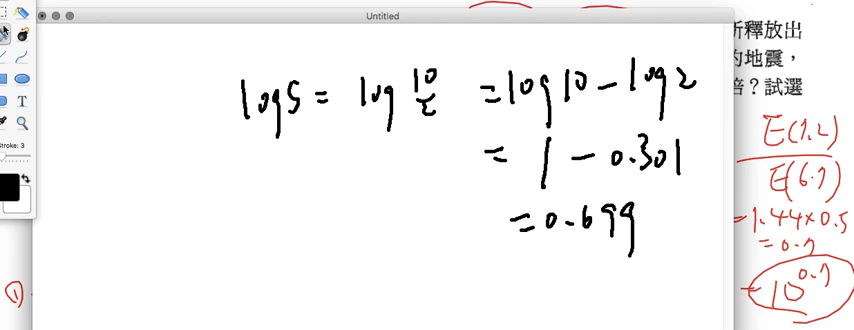 Untitled
log5 = log 10/2 = log10 - log2
= 1 - 0.301
= 0.699
stroke: 3
T
所釋放出
的地震，
倍？試選
E(7.2)
E(6.7)
= 1.44×0.5
= 0.7
= 10^0.7
①